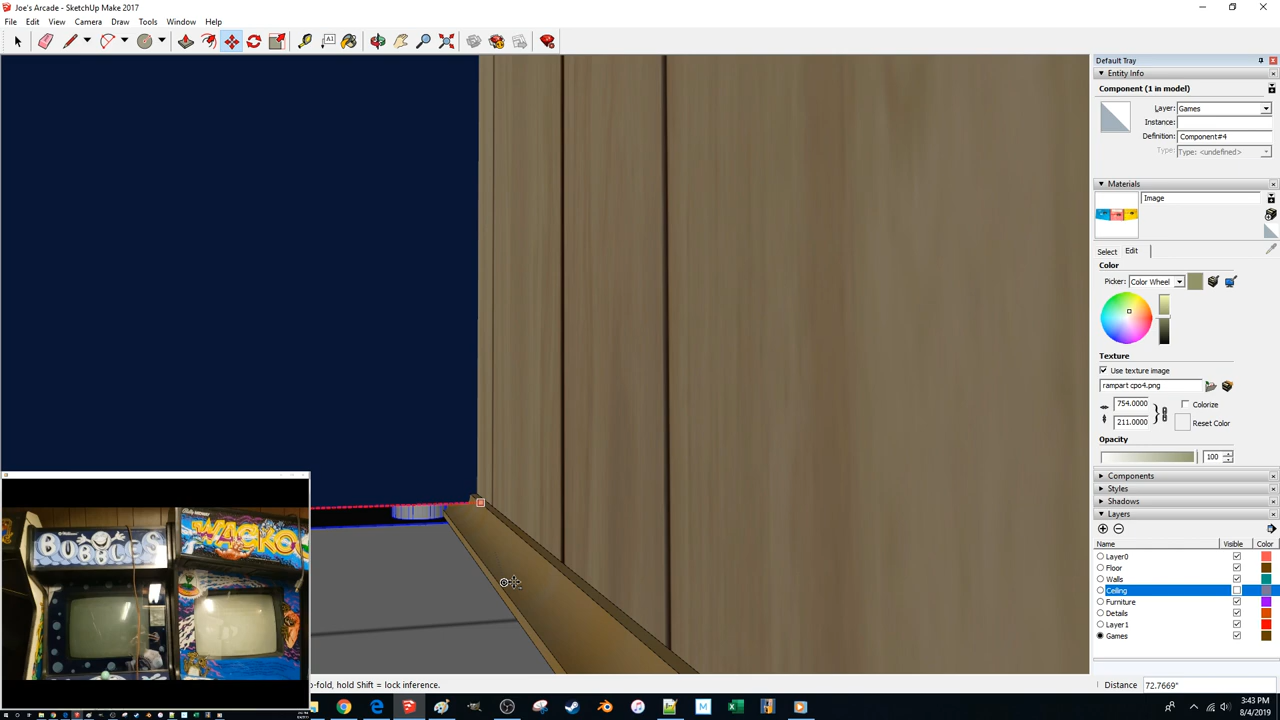 Joe's Arcade - SketchUp Make 2017
File Edit View Camera Draw Tools Window Help
Default Tray
Entity Info
Component (1 in model)
Layer: Games
Instance:
Definition: Component#4
Type: Type: <undefined>
Materials
Image
Select Edit
Color
Picker: Color Wheel
Texture
Use texture image
rampart cpo4.png
754.0000 Colorize
211.0000 Reset Color
Opacity
100
Components
Styles
Shadows
Layers
Name Visible Color
Layer0
Floor
Walls
Ceiling
Furniture
Details
Layer1
Games
BUBBLES
WACKO
o-fold, hold Shift = lock inference.
Distance 72.7669"
3:43 PM
8/4/2019